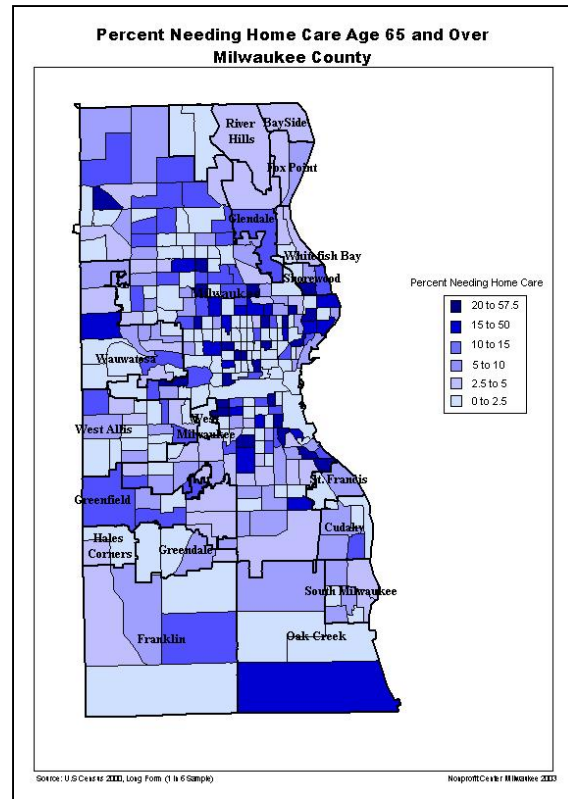 Percent Needing Home Care Age 65 and Over
Milwaukee County
River
Hills
BaySide
Fox Point
Glendale
Whitefish Bay
Shorewood
Milwaukee
Wauwatosa
West Allis
West
Milwaukee
St. Francis
Greenfield
Cudahy
Hales
Corners
Greendale
South Milwaukee
Franklin
Oak Creek
Percent Needing Home Care
20 to 57.5
15 to 50
10 to 15
5 to 10
2.5 to 5
0 to 2.5
Source: U.S Census 2000, Long Form (1 in 6 Sample)
Nonprofit Center Milwaukee 2003